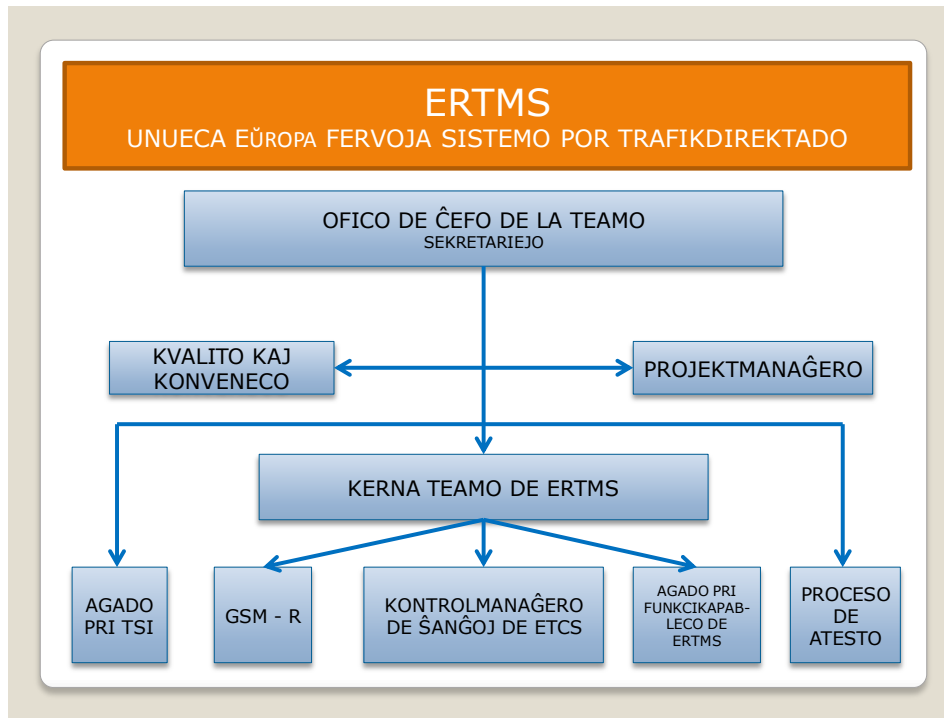 ERTMS
UNUECA EŬROPA FERVOJA SISTEMO POR TRAFIKDIREKTADO
OFICO DE ĈEFO DE LA TEAMO
SEKRETARIEJO
KVALITO KAJ
KONVENECO
PROJEKTMANAĜERO
KERNA TEAMO DE ERTMS
AGADO
PRI TSI
GSM - R
KONTROLMANAĜERO
DE ŜANĜOJ DE ETCS
AGADO PRI
FUNKCIKAPAB-
LECO DE
ERTMS
PROCESO
DE
ATESTO